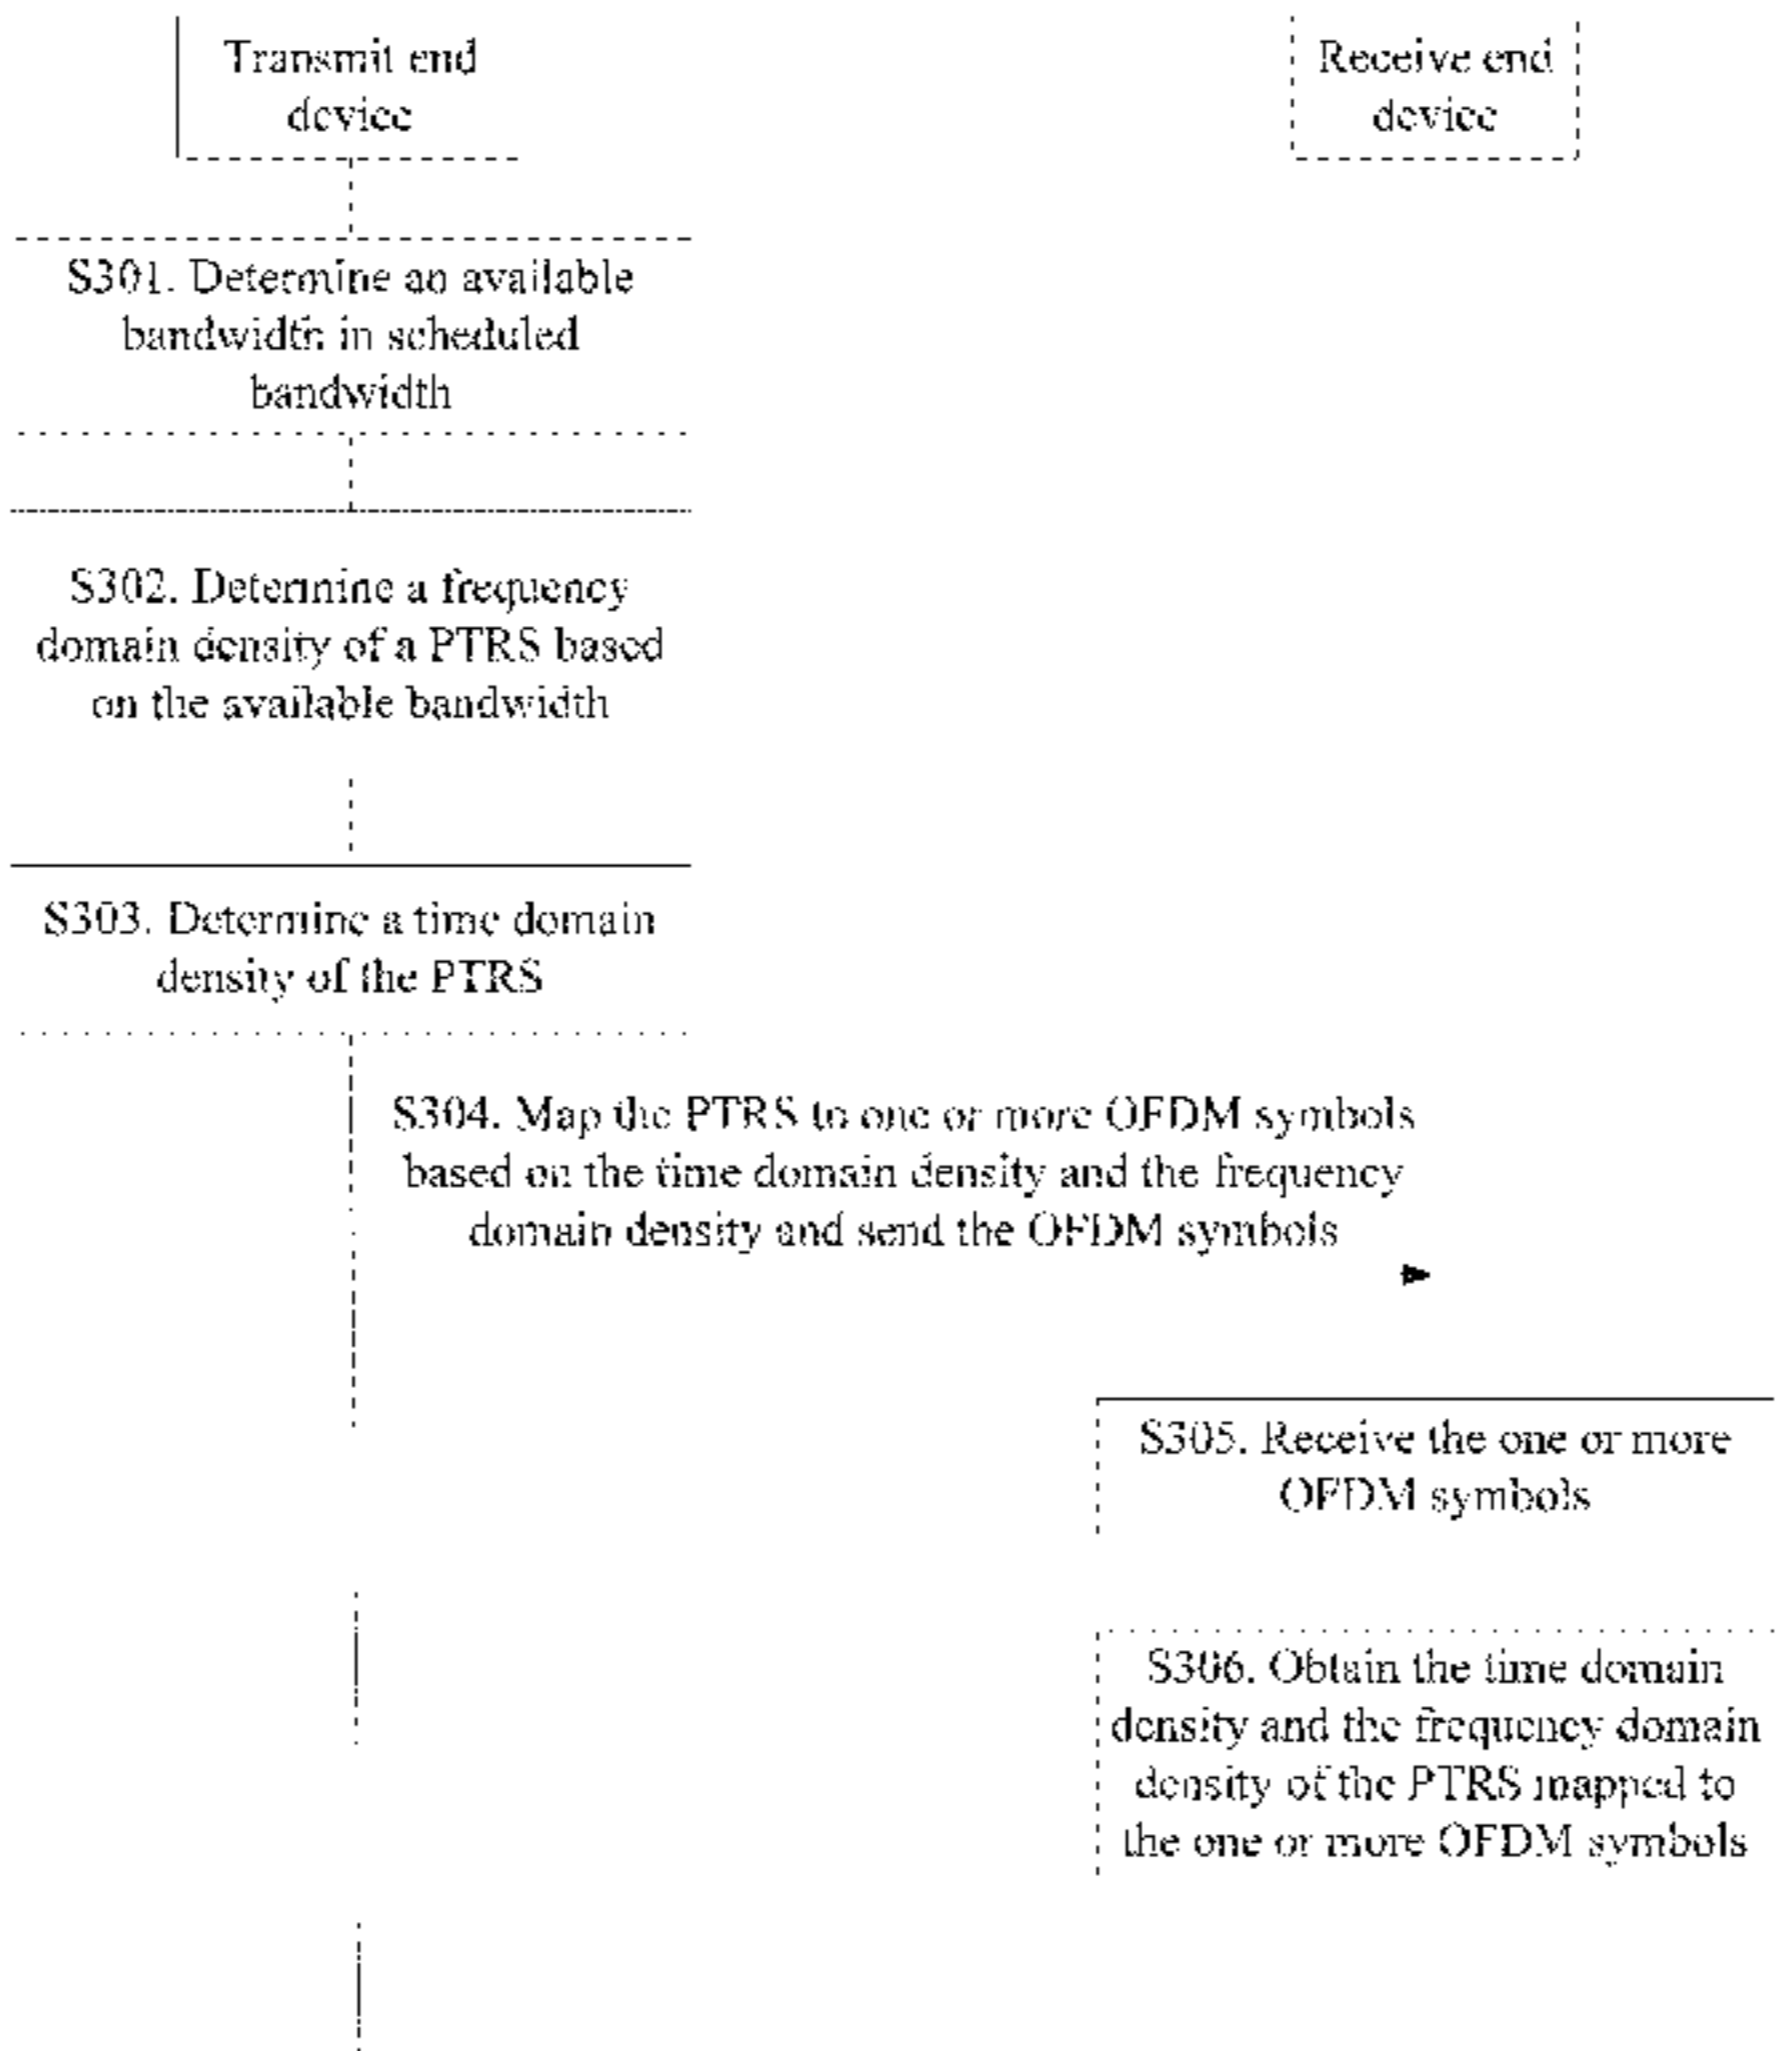 Transmit end
device
Receive end
device
S301. Determine an available
bandwidth in scheduled
bandwidth
S302. Determine a frequency
domain density of a PTRS based
on the available bandwidth
S303. Determine a time domain
density of the PTRS
S304. Map the PTRS to one or more OFDM symbols
based on the time domain density and the frequency
domain density and send the OFDM symbols
S305. Receive the one or more
OFDM symbols
S306. Obtain the time domain
density and the frequency domain
density of the PTRS mapped to
the one or more OFDM symbols